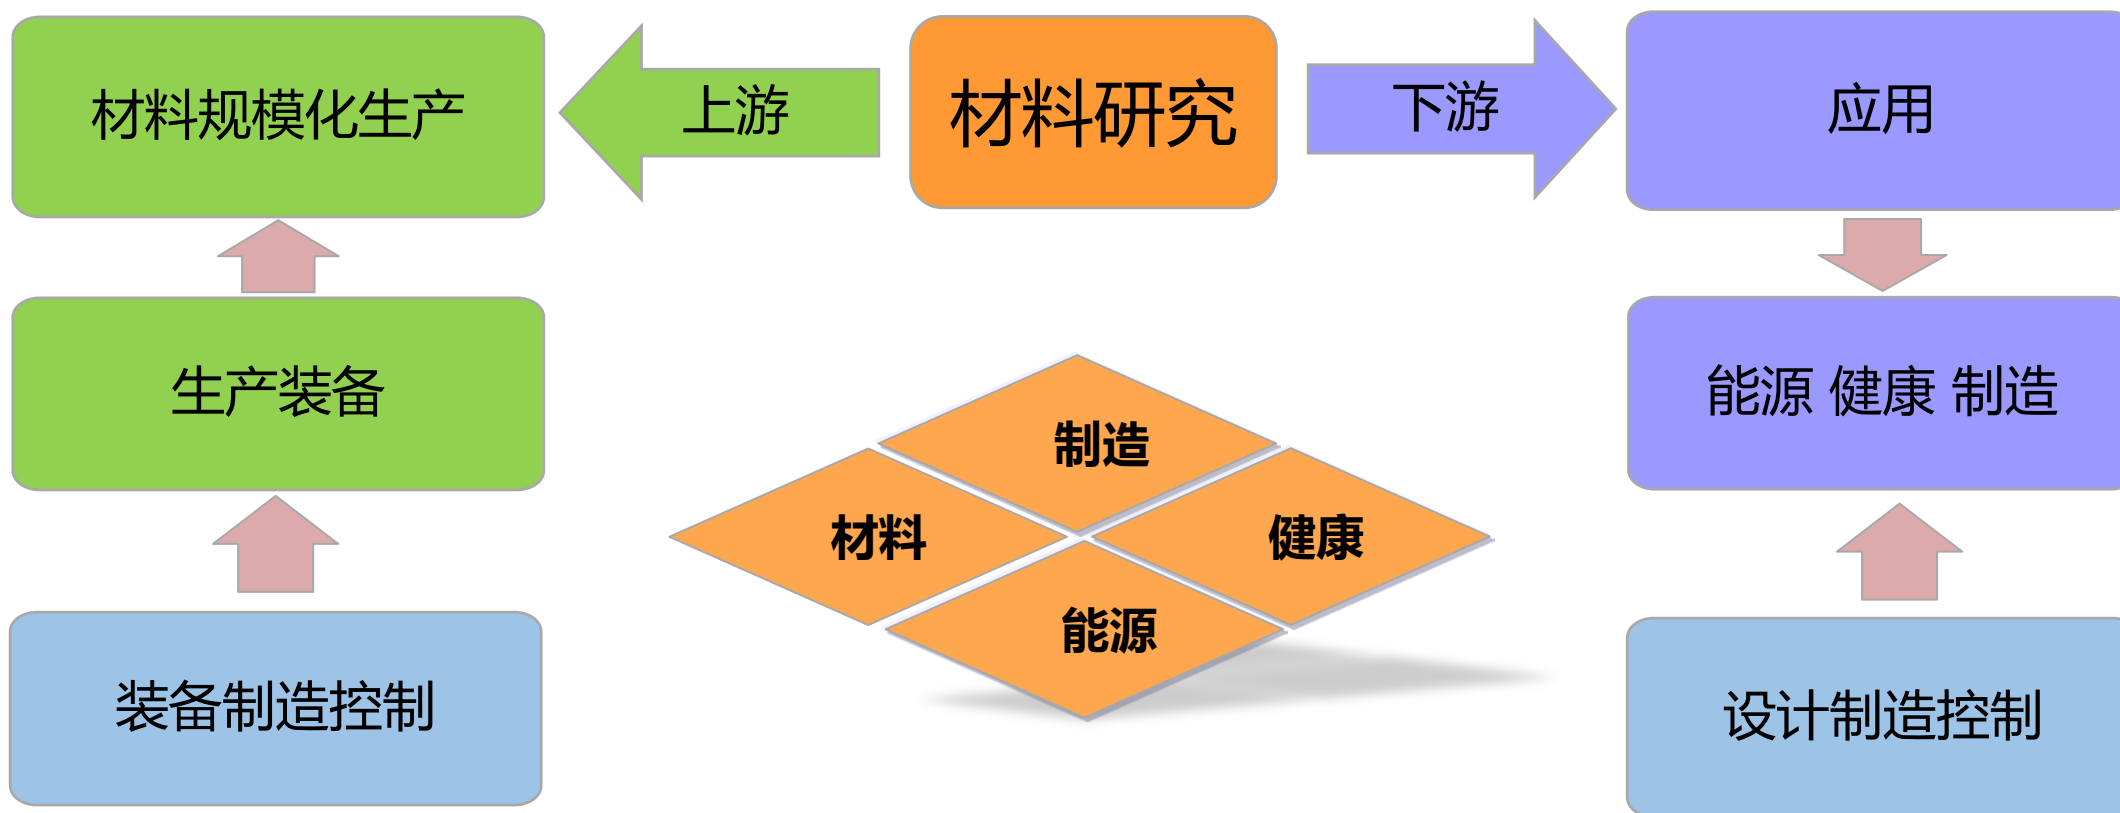 材料规模化生产
上游
材料研究
下游
应用
生产装备
能源 健康 制造
制造
材料
健康
能源
装备制造控制
设计制造控制